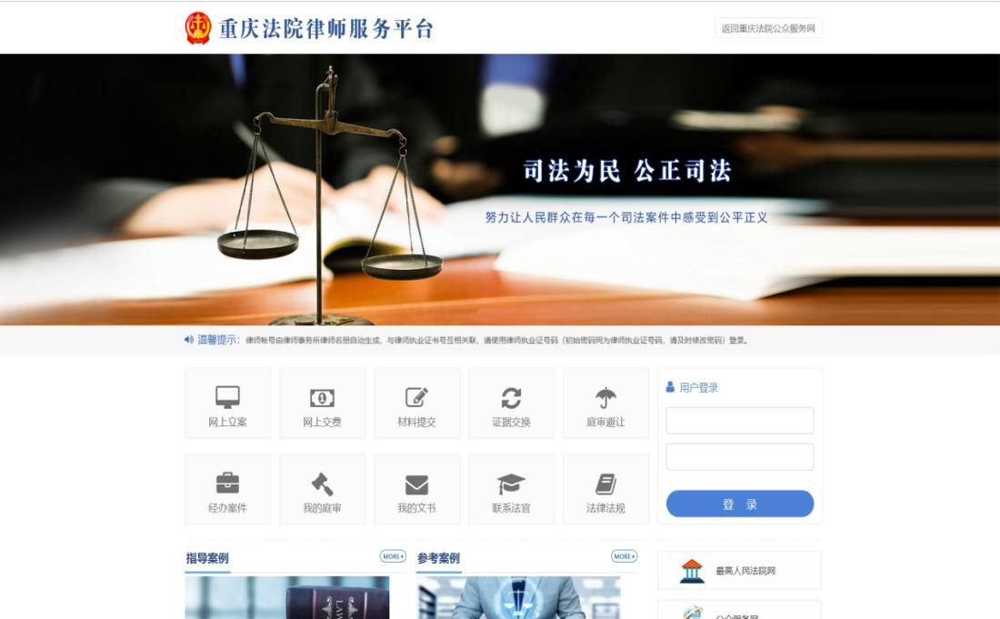 重庆法院律师服务平台
返回重庆法院公众服务网
司法为民 公正司法
努力让人民群众在每一个司法案件中感受到公平正义
温馨提示：律师帐号由律师事务所律师名册自动生成，与律师执业证书号互相关联，请使用律师执业证号码（初始密码同为律师执业证号码，请及时修改密码）登录。
网上立案 网上交费 材料提交 证据交换 庭审避让
用户登录
经办案件 我的庭审 我的文书 联系法官 法律法规
登 录
指导案例 MORE+ 参考案例 MORE+
最高人民法院网
LAW
公众服务网